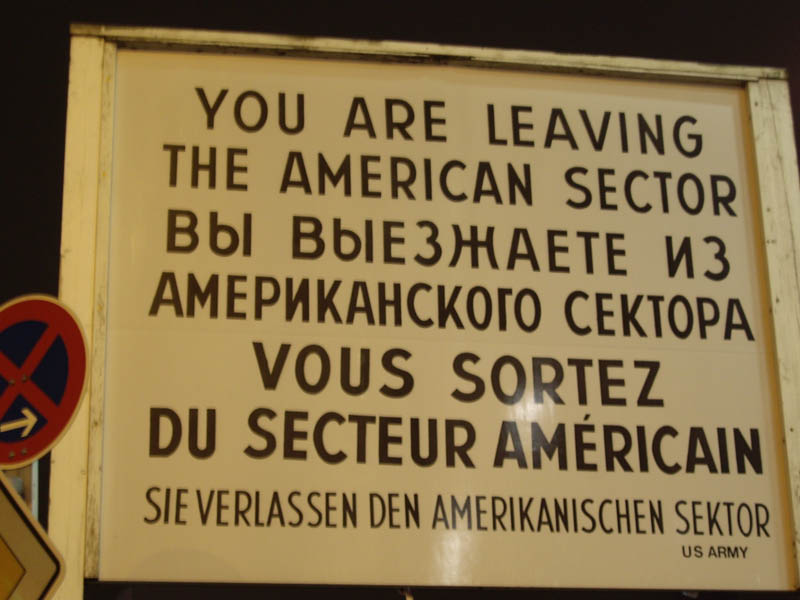 YOU ARE LEAVING
THE AMERICAN SECTOR
ВЫ ВЫЕЗЖАЕТЕ ИЗ
АМЕРИКАНСКОГО СЕКТОРА
VOUS SORTEZ
DU SECTEUR AMÉRICAIN
SIE VERLASSEN DEN AMERIKANISCHEN SEKTOR
US ARMY